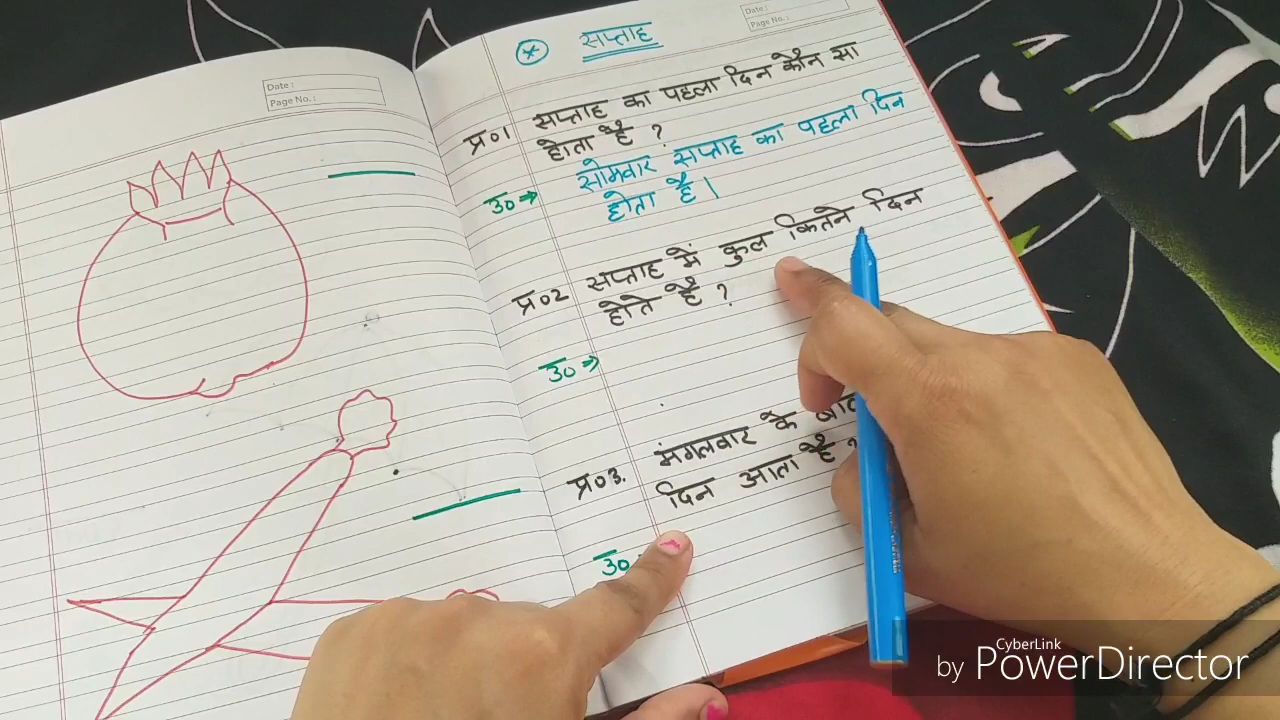 Date :
Page No. :
Date :
Page No. :
सप्ताह
प्र०1 सप्ताह का पहला दिन कौन सा
होता है ?
उ०⇒ सोमवार सप्ताह का पहला दिन
होता है।
प्र०2 सप्ताह में कुल कितने दिन
होते है ?
उ०⇒
प्र०3. मंगलवार के
दिन आता है ?
उ०
CyberLink
by PowerDirector